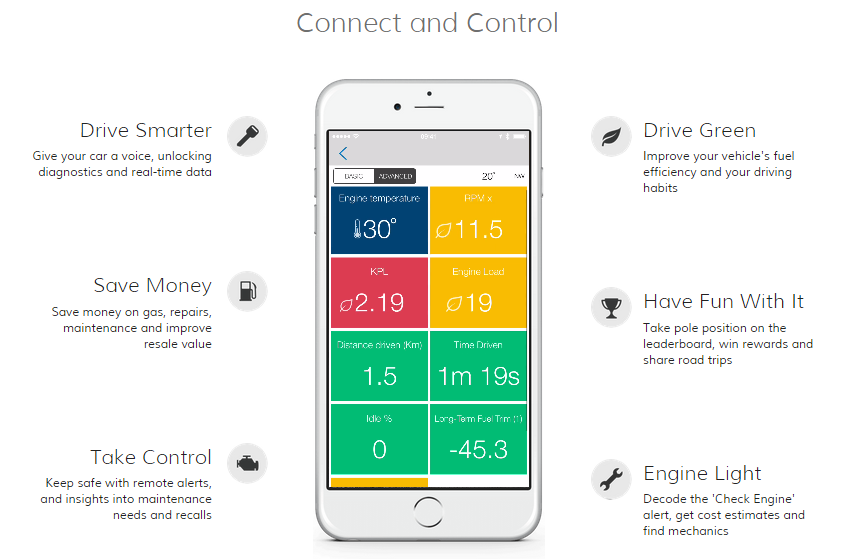 Connect and Control
Drive Smarter
Give your car a voice, unlocking
diagnostics and real-time data
Save Money
Save money on gas, repairs,
maintenance and improve
resale value
Take Control
Keep safe with remote alerts,
and insights into maintenance
needs and recalls
09:41
BASIC ADVANCED 20° NW
Engine temperature RPM x
30° 11.5
KPL Engine Load
2.19 19
Distance driven (Km) Time Driven
1.5 1m 19s
Idle % Long-Term Fuel Trim (1)
0 -45.3
Drive Green
Improve your vehicle's fuel
efficiency and your driving
habits
Have Fun With It
Take pole position on the
leaderboard, win rewards and
share road trips
Engine Light
Decode the 'Check Engine'
alert, get cost estimates and
find mechanics